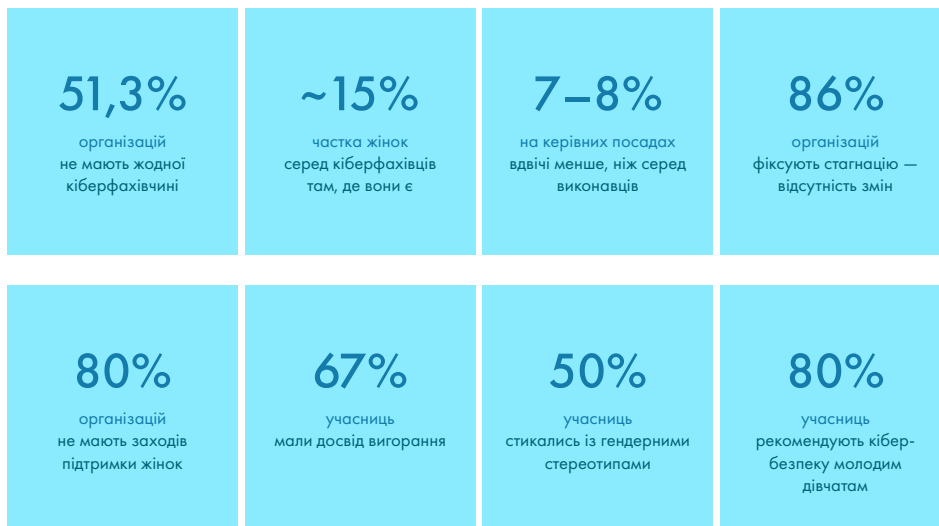 51,3%
організацій
не мають жодної
кіберфахівчині
~15%
частка жінок
серед кіберфахівців
там, де вони є
7–8%
на керівних посадах
вдвічі менше, ніж серед
виконавців
86%
організацій
фіксують стагнацію —
відсутність змін
80%
організацій
не мають заходів
підтримки жінок
67%
учасниць
мали досвід вигорання
50%
учасниць
стикались із гендерними
стереотипами
80%
учасниць
рекомендують кібер-
безпеку молодим
дівчатам